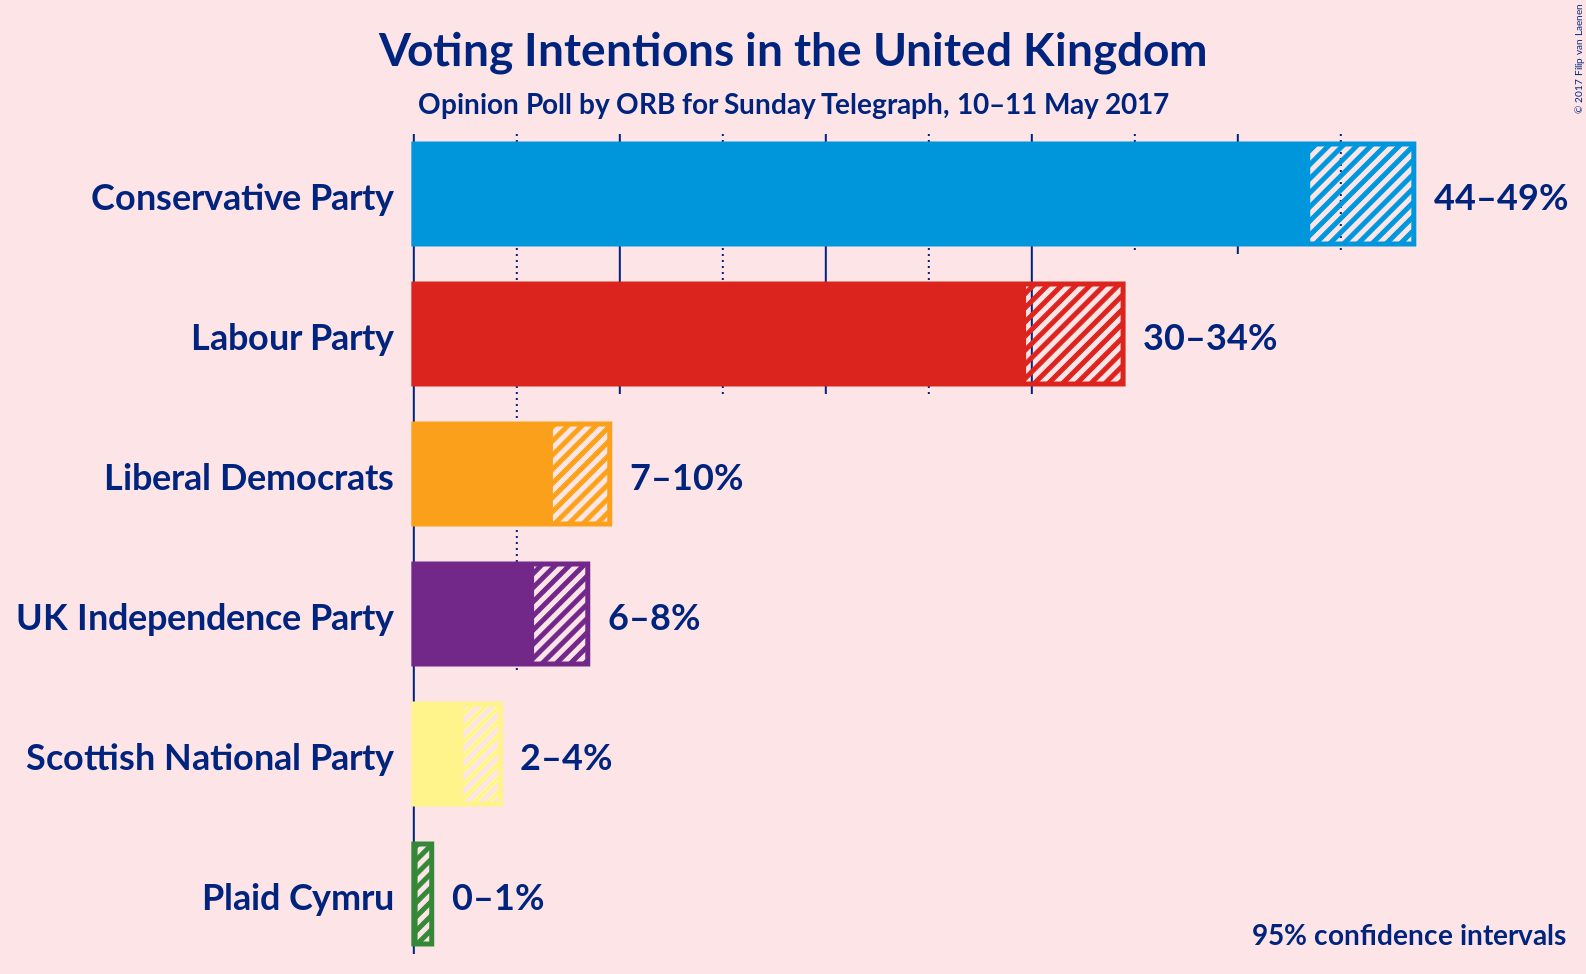 Voting Intentions in the United Kingdom
Opinion Poll by ORB for Sunday Telegraph, 10–11 May 2017
© 2017 Filip van Laenen
Conservative Party 44–49%
Labour Party 30–34%
Liberal Democrats 7–10%
UK Independence Party 6–8%
Scottish National Party 2–4%
Plaid Cymru 0–1%
95% confidence intervals